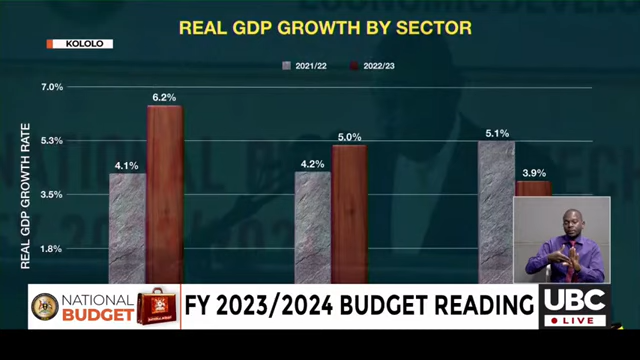 REAL GDP GROWTH BY SECTOR
KOLOLO
2021/22
2022/23
7.0%
6.2%
5.3%
5.1%
5.0%
4.1%
4.2%
3.9%
3.5%
1.8%
REAL GDP GROWTH RATE
NATIONAL
BUDGET
FY 2023/2024 BUDGET READING
UBC
LIVE